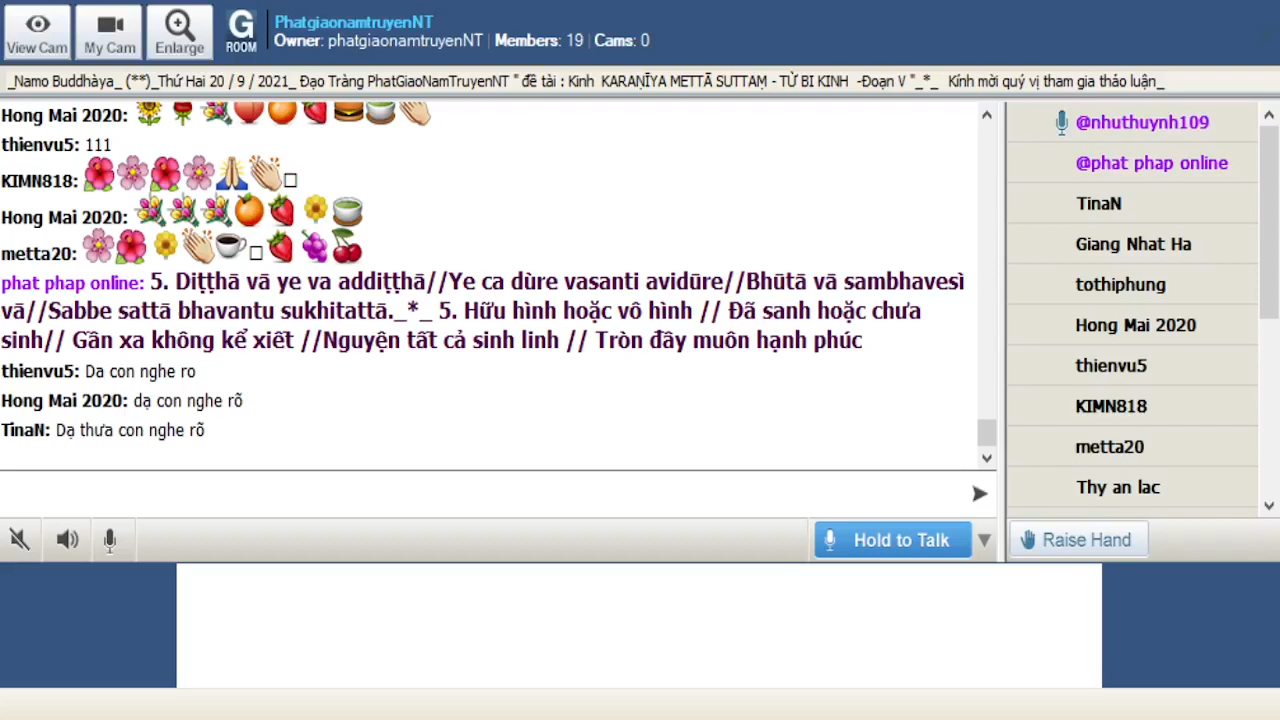 View Cam
My Cam
Enlarge
G
ROOM
PhatgiaonamtruyenNT
Owner: phatgiaonamtruyenNT | Members: 19 | Cams: 0
_Namo Buddhàya_ (**)_Thứ Hai 20 / 9 / 2021_ Đạo Tràng PhatGiaoNamTruyenNT " đề tài : Kinh KARAṆĪYA METTĀ SUTTAṂ - TỪ BI KINH -Đoạn V "_*_ Kính mời quý vị tham gia thảo luận_
Hong Mai 2020: 🌻🌹💐🍑🍊🍓🍔🍵👏🏼
thienvu5: 111
KIMN818: 🌺🌸🌺🌸🙏🏼👏🏼□
Hong Mai 2020: 💐💐💐🍊🍓🌼🍵
metta20: 🌸🌺🌼👏🏼☕□🍓🍇🍒
phat phap online: 5. Diṭṭhā vā ye va addiṭṭhā//Ye ca dùre vasanti avidūre//Bhūtā vā sambhavesì
vā//Sabbe sattā bhavantu sukhitattā._*_ 5. Hữu hình hoặc vô hình // Đã sanh hoặc chưa
sinh// Gần xa không kể xiết //Nguyện tất cả sinh linh // Tròn đầy muôn hạnh phúc
thienvu5: Da con nghe ro
Hong Mai 2020: dạ con nghe rõ
TinaN: Dạ thưa con nghe rõ
@nhuthuynh109
@phat phap online
TinaN
Giang Nhat Ha
tothiphung
Hong Mai 2020
thienvu5
KIMN818
metta20
Thy an lac
Hold to Talk
Raise Hand